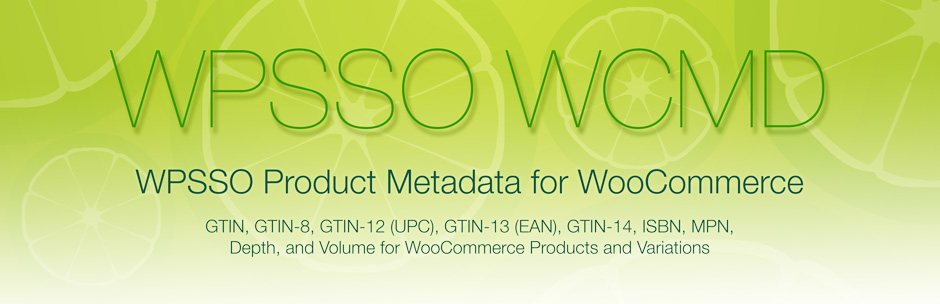 WPSSO WCMD
WPSSO Product Metadata for WooCommerce
GTIN, GTIN-8, GTIN-12 (UPC), GTIN-13 (EAN), GTIN-14, ISBN, MPN,
Depth, and Volume for WooCommerce Products and Variations